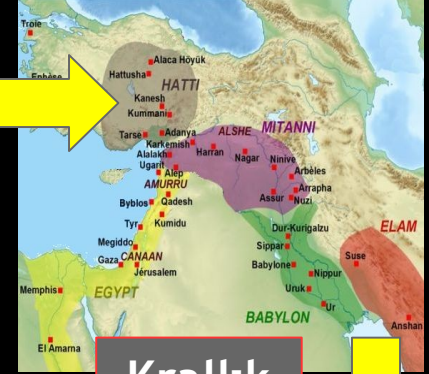 Troie
Alaca Höyük
Hattusha
HATTI
Kanesh
Kummani
Tarse
Adanya
Karkemish
ALSHE
MITANNI
Alalakh
Harran
Nagar
Ninive
Ugarit
Alep
Arbèles
AMURRU
Assur
Arrapha
Nuzi
Byblos
Qadesh
Tyr
Kumidu
Dur-Kurigalzu
ELAM
Megiddo
Sippar
Suse
Gaza
CANAAN
Babylone
Jérusalem
Nippur
Memphis
EGYPT
Uruk
Ur
BABYLON
Anshan
El Amarna
Krallık